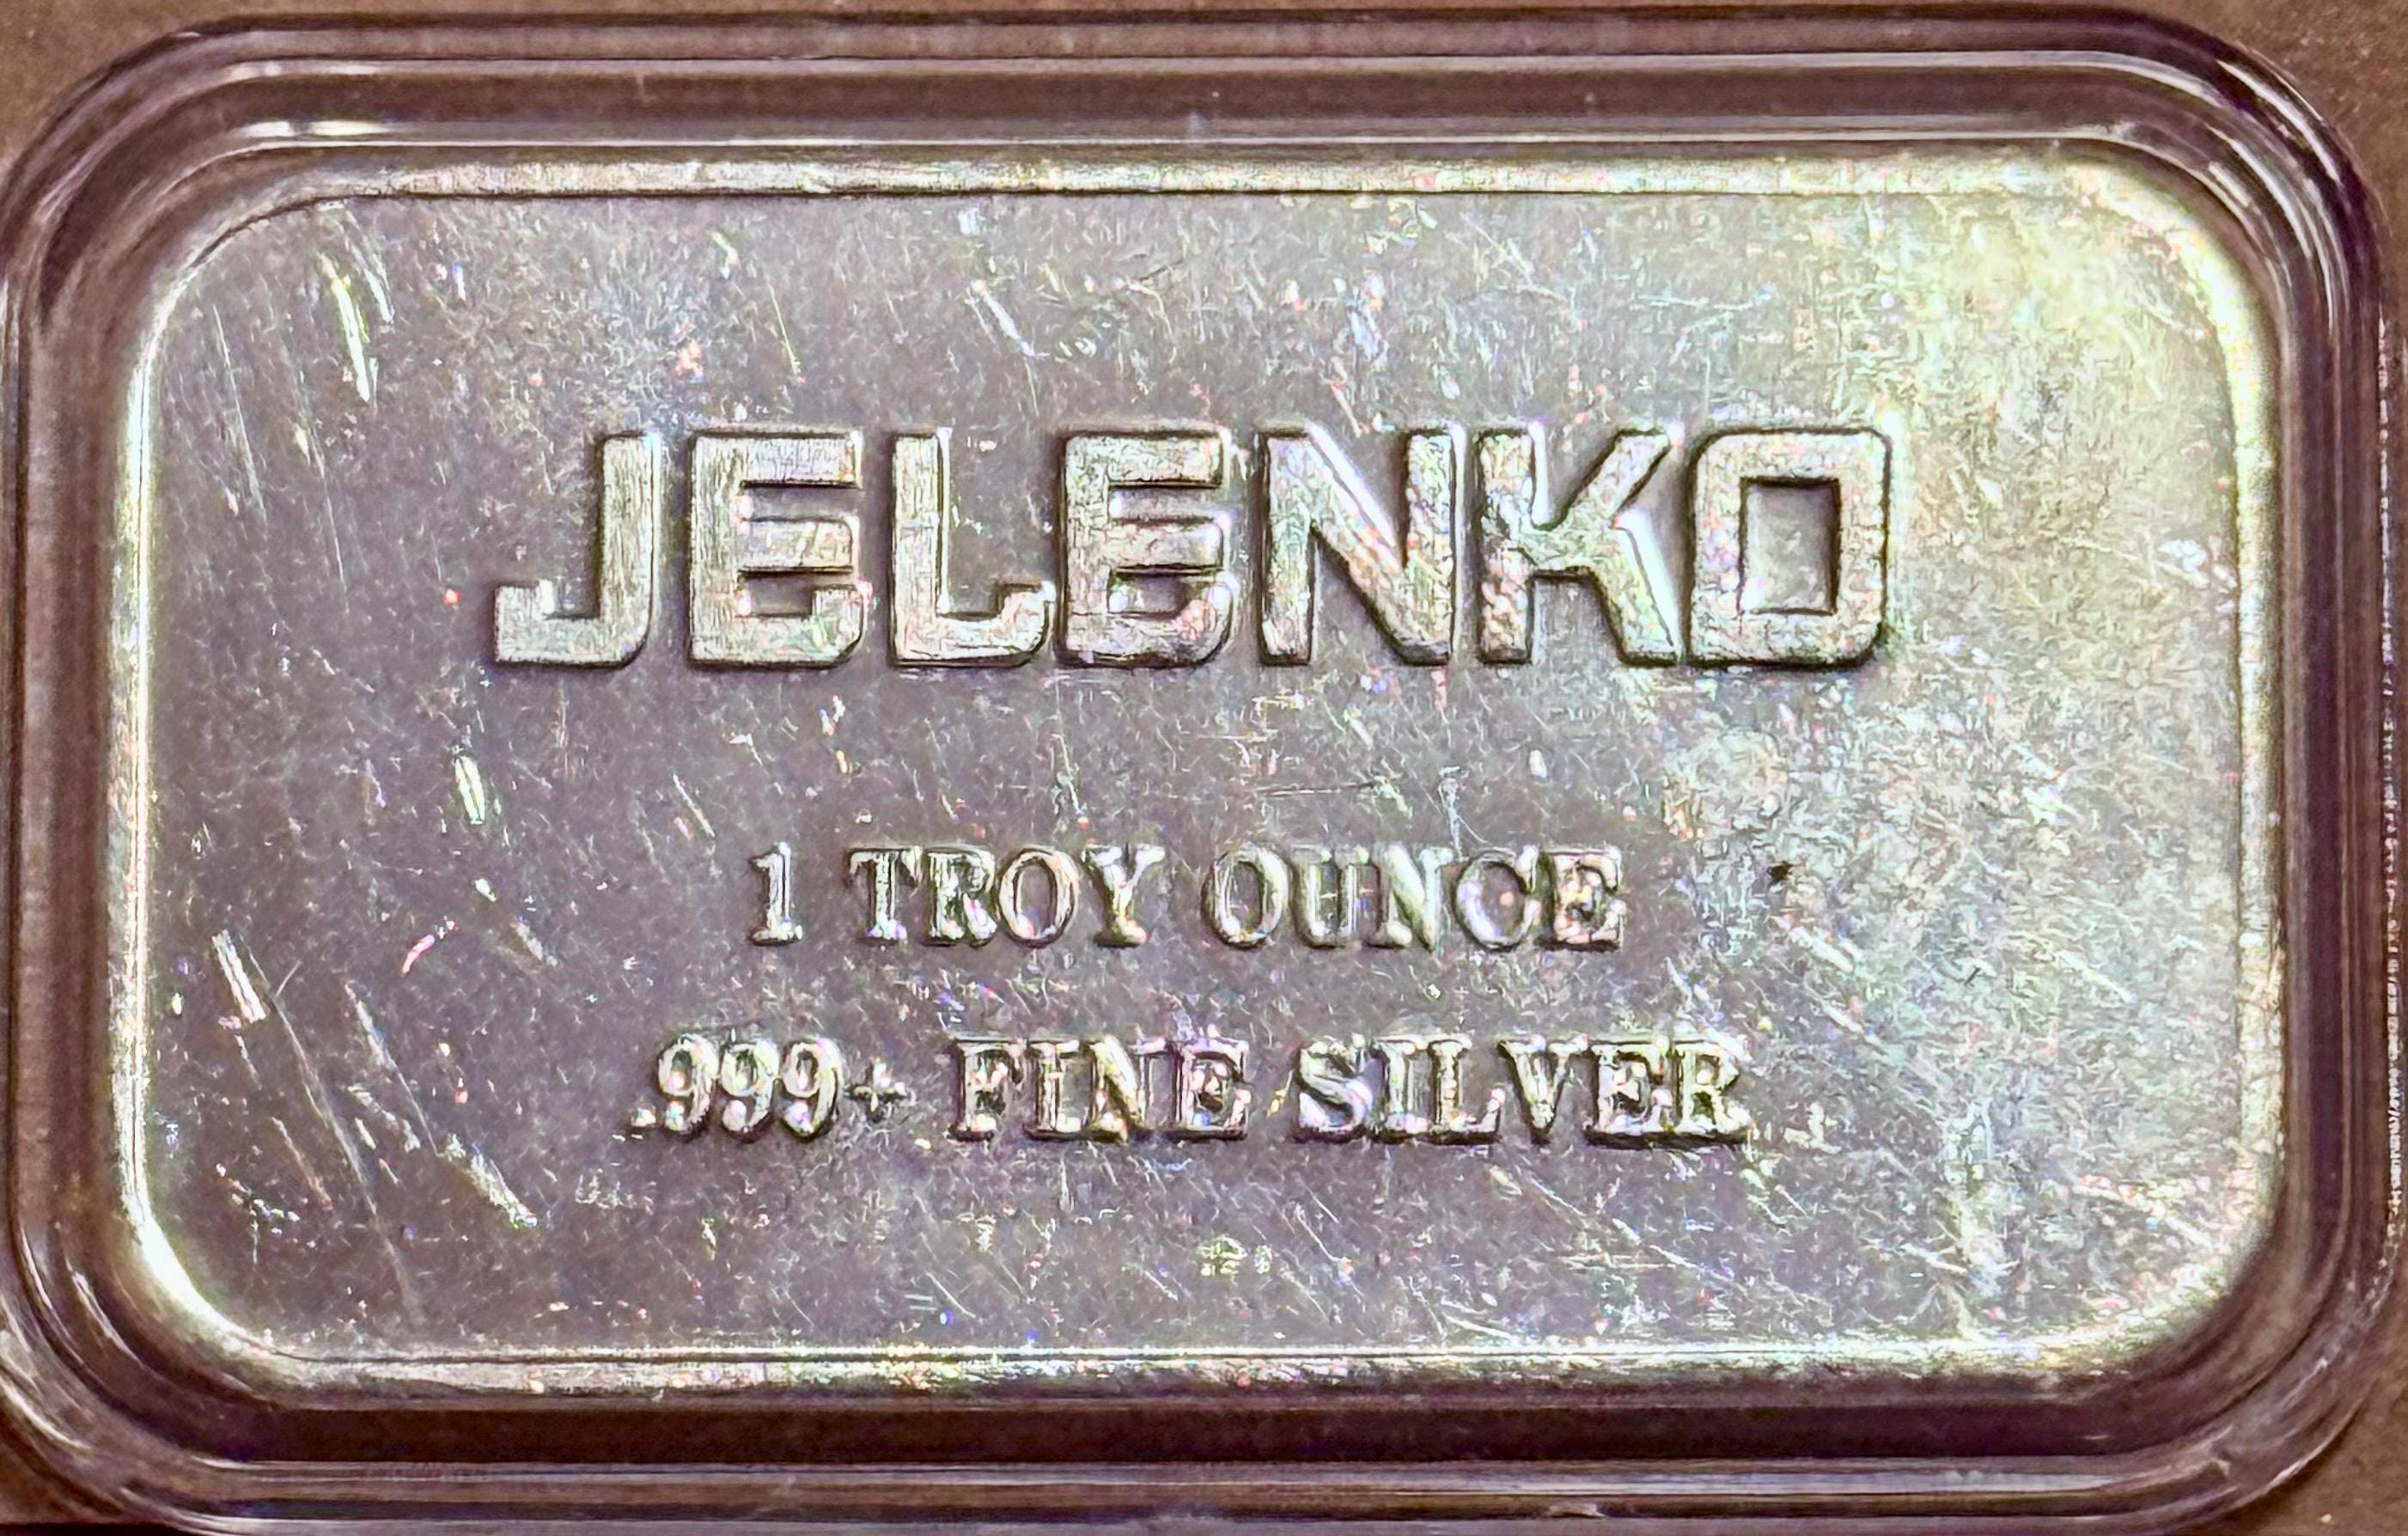 JELENKO
1 TROY OUNCE
.999+ FINE SILVER